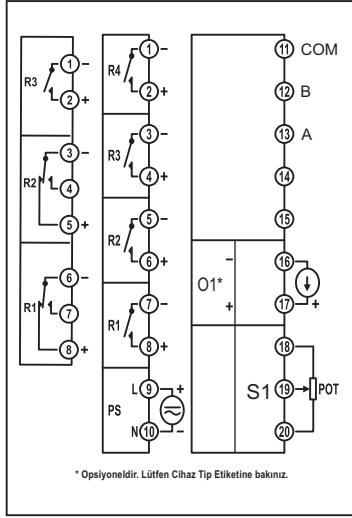 R3
1 −
2 +
R2
3 −
4
5 +
R1
6 −
7
8 +
R4
1 −
2 +
R3
3 −
4 +
R2
5 −
6 +
R1
7 −
8 +
PS
L 9 +
N 10 −
11 COM
12 B
13 A
14
15
O1*
− 16
+ 17 +
18
S1 19 POT
20
* Opsiyoneldir. Lütfen Cihaz Tip Etiketine bakınız.